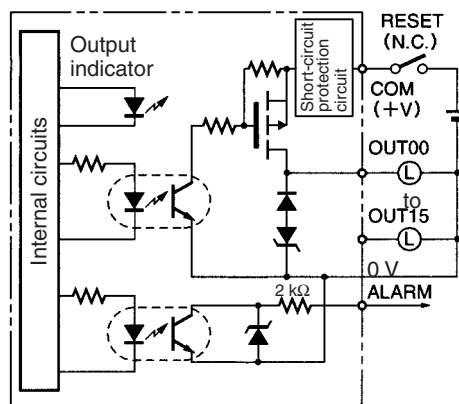 RESET
(N.C.)
Output
indicator
Short-circuit
protection
circuit
COM
(+V)
Internal circuits
OUT00
L
to
OUT15
L
0 V
2 kΩ
ALARM